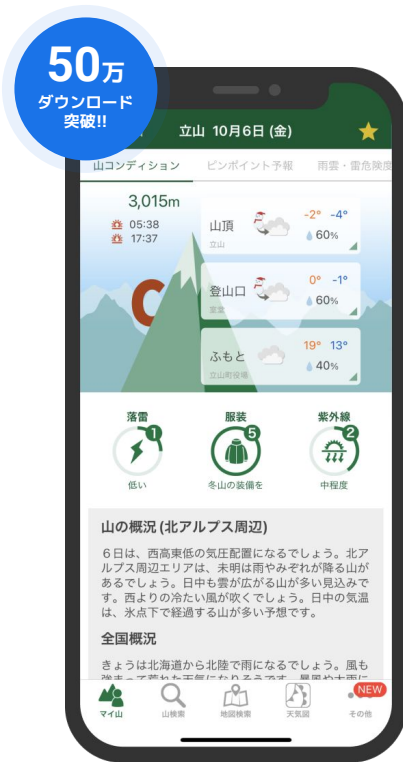 50万
ダウンロード
突破!!
立山 10月6日 (金)
山コンディション ピンポイント予報 雨雲・雷危険度
3,015m
05:38
17:37
C
山頂
立山
-2° -4°
60%
登山口
室堂
0° -1°
60%
ふもと
立山町役場
19° 13°
40%
落雷 服装 紫外線
1 5 2
低い 冬山の装備を 中程度
山の概況 (北アルプス周辺)
6日は、西高東低の気圧配置になるでしょう。北ア
ルプス周辺エリアは、未明は雨やみぞれが降る山が
あるでしょう。日中も雲が広がる山が多い見込みで
す。西よりの冷たい風が吹くでしょう。日中の気温
は、氷点下で経過する山が多い予想です。
全国概況
きょうは北海道から北陸で雨になるでしょう。風も
NEW
マイ山 山検索 地図検索 天気図 その他